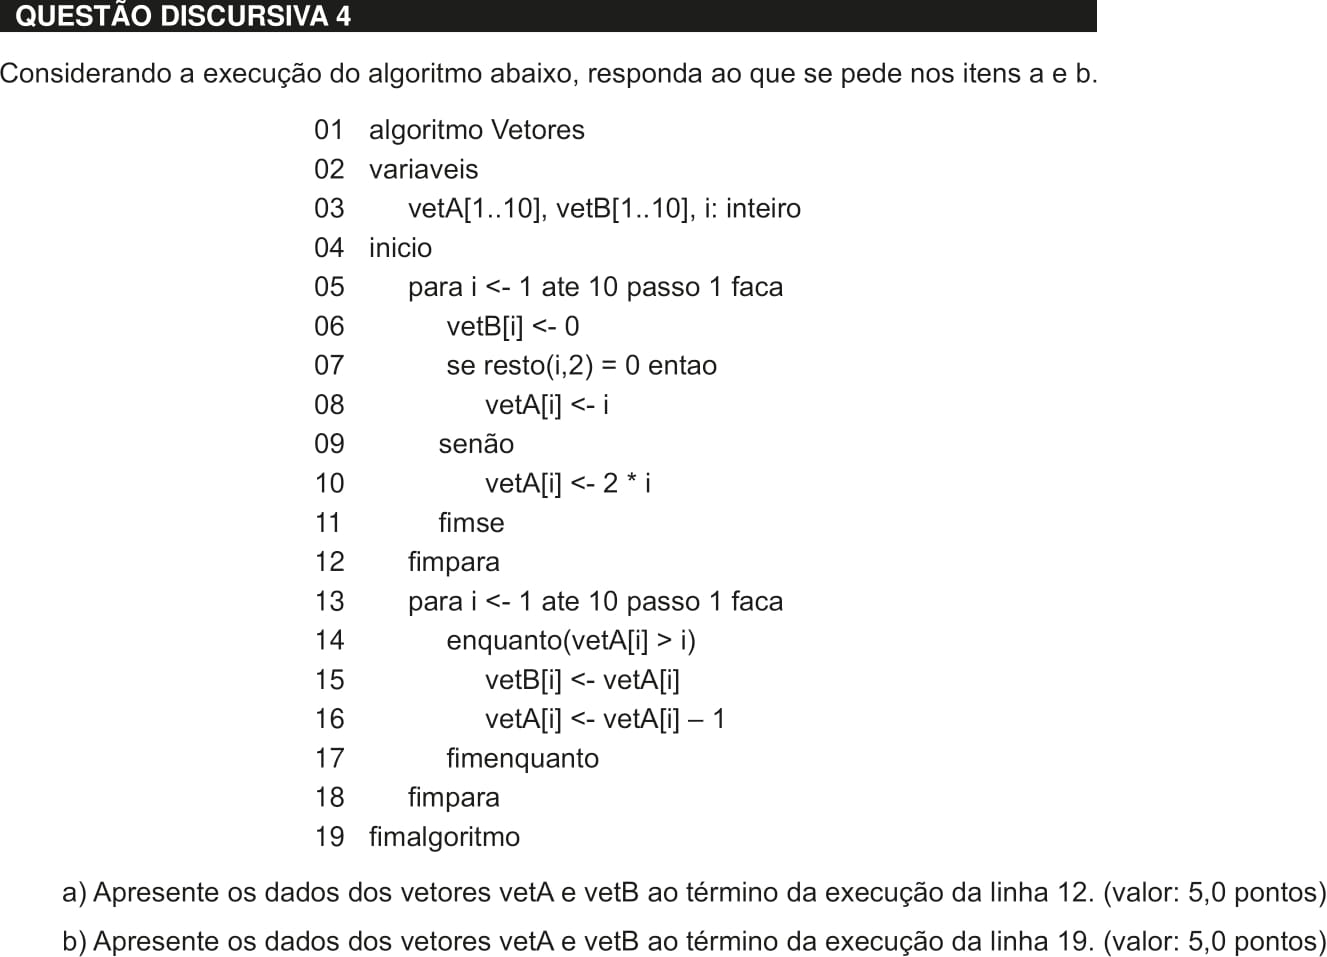 QUESTÃO DISCURSIVA 4
Considerando a execução do algoritmo abaixo, responda ao que se pede nos itens a e b.
01 algoritmo Vetores
02 variaveis
03 vetA[1..10], vetB[1..10], i: inteiro
04 inicio
05 para i <- 1 ate 10 passo 1 faca
06 vetB[i] <- 0
07 se resto(i,2) = 0 entao
08 vetA[i] <- i
09 senão
10 vetA[i] <- 2 * i
11 fimse
12 fimpara
13 para i <- 1 ate 10 passo 1 faca
14 enquanto(vetA[i] > i)
15 vetB[i] <- vetA[i]
16 vetA[i] <- vetA[i] – 1
17 fimenquanto
18 fimpara
19 fimalgoritmo
a) Apresente os dados dos vetores vetA e vetB ao término da execução da linha 12. (valor: 5,0 pontos)
b) Apresente os dados dos vetores vetA e vetB ao término da execução da linha 19. (valor: 5,0 pontos)